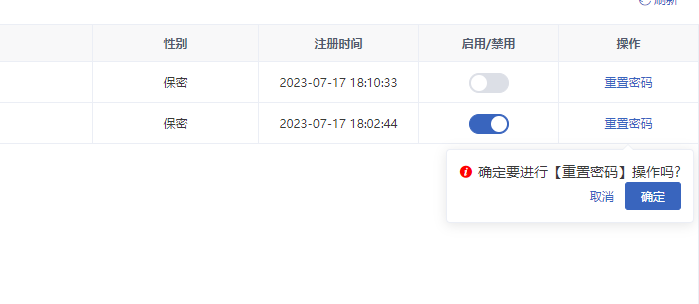 刷新
性别 注册时间 启用/禁用 操作
保密 2023-07-17 18:10:33 重置密码
保密 2023-07-17 18:02:44 重置密码
确定要进行【重置密码】操作吗?
取消 确定